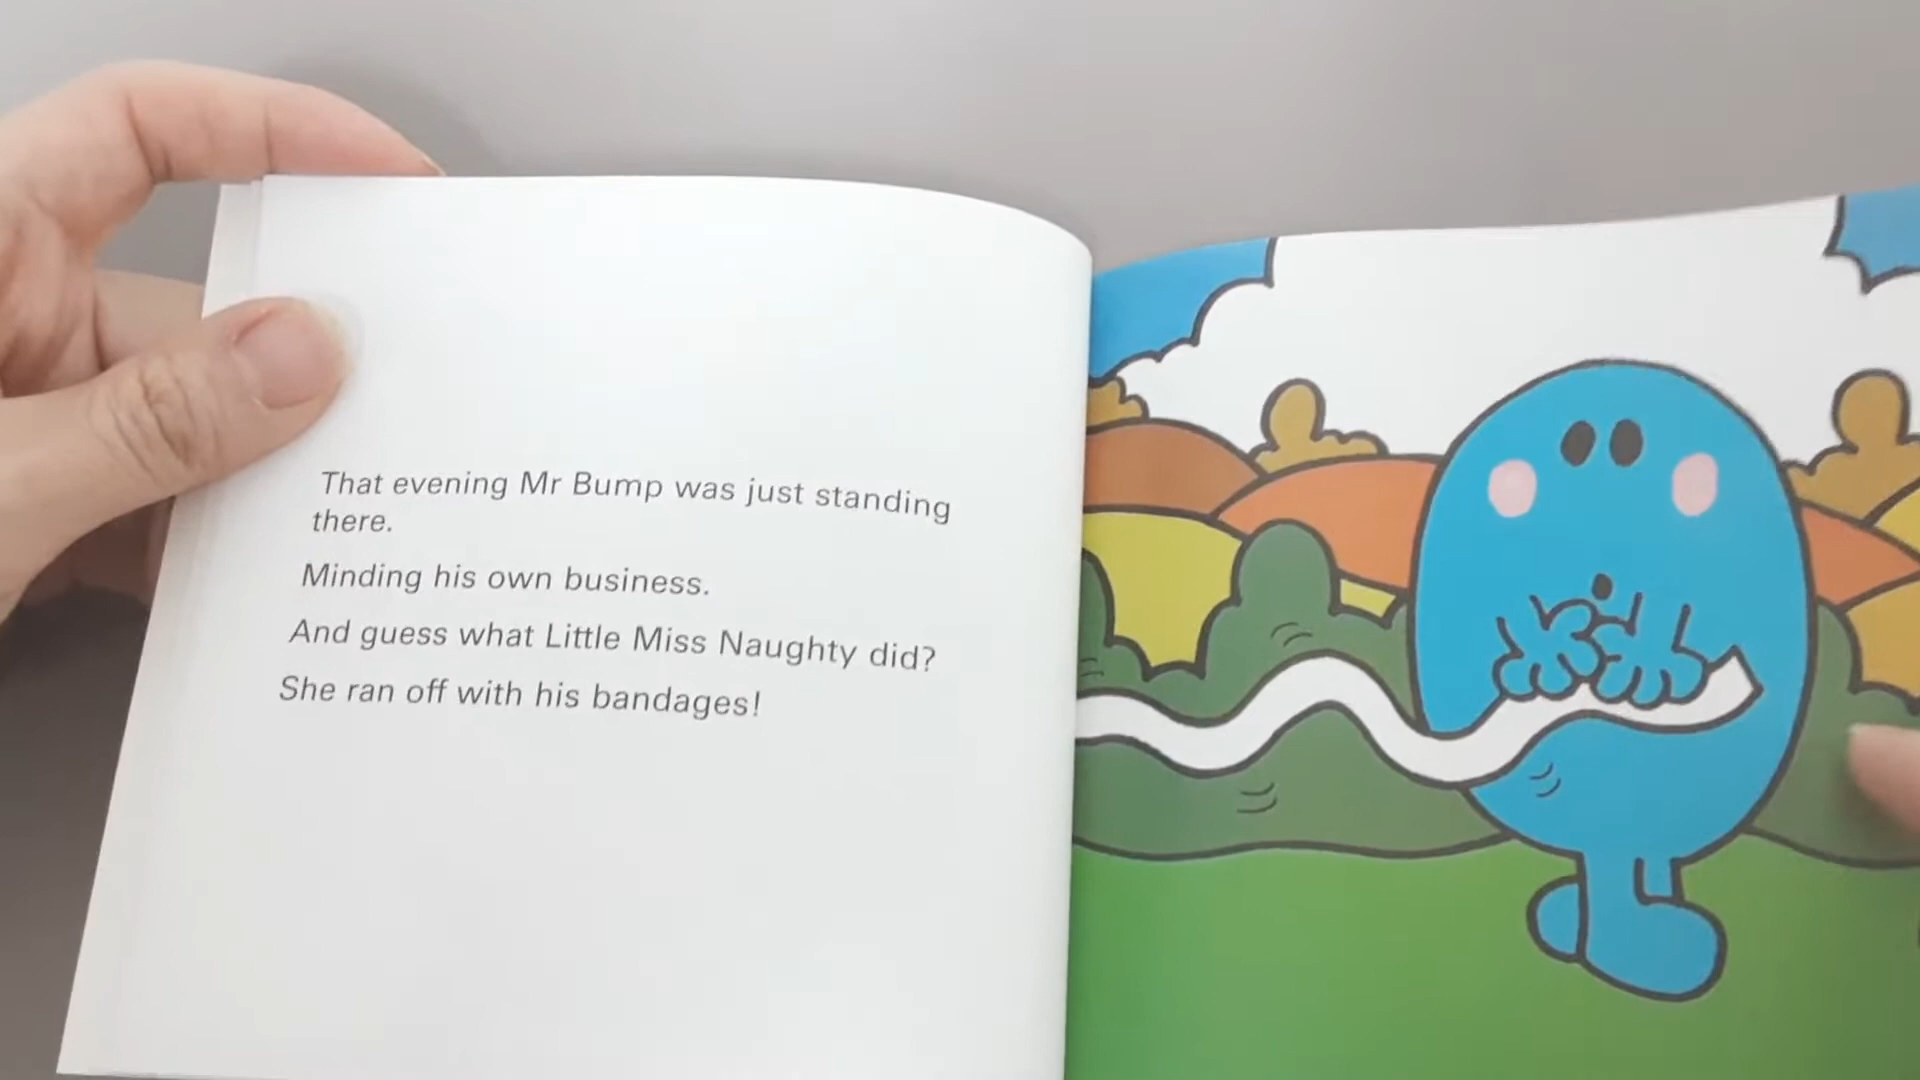 That evening Mr Bump was just standing
there.
Minding his own business.
And guess what Little Miss Naughty did?
She ran off with his bandages!